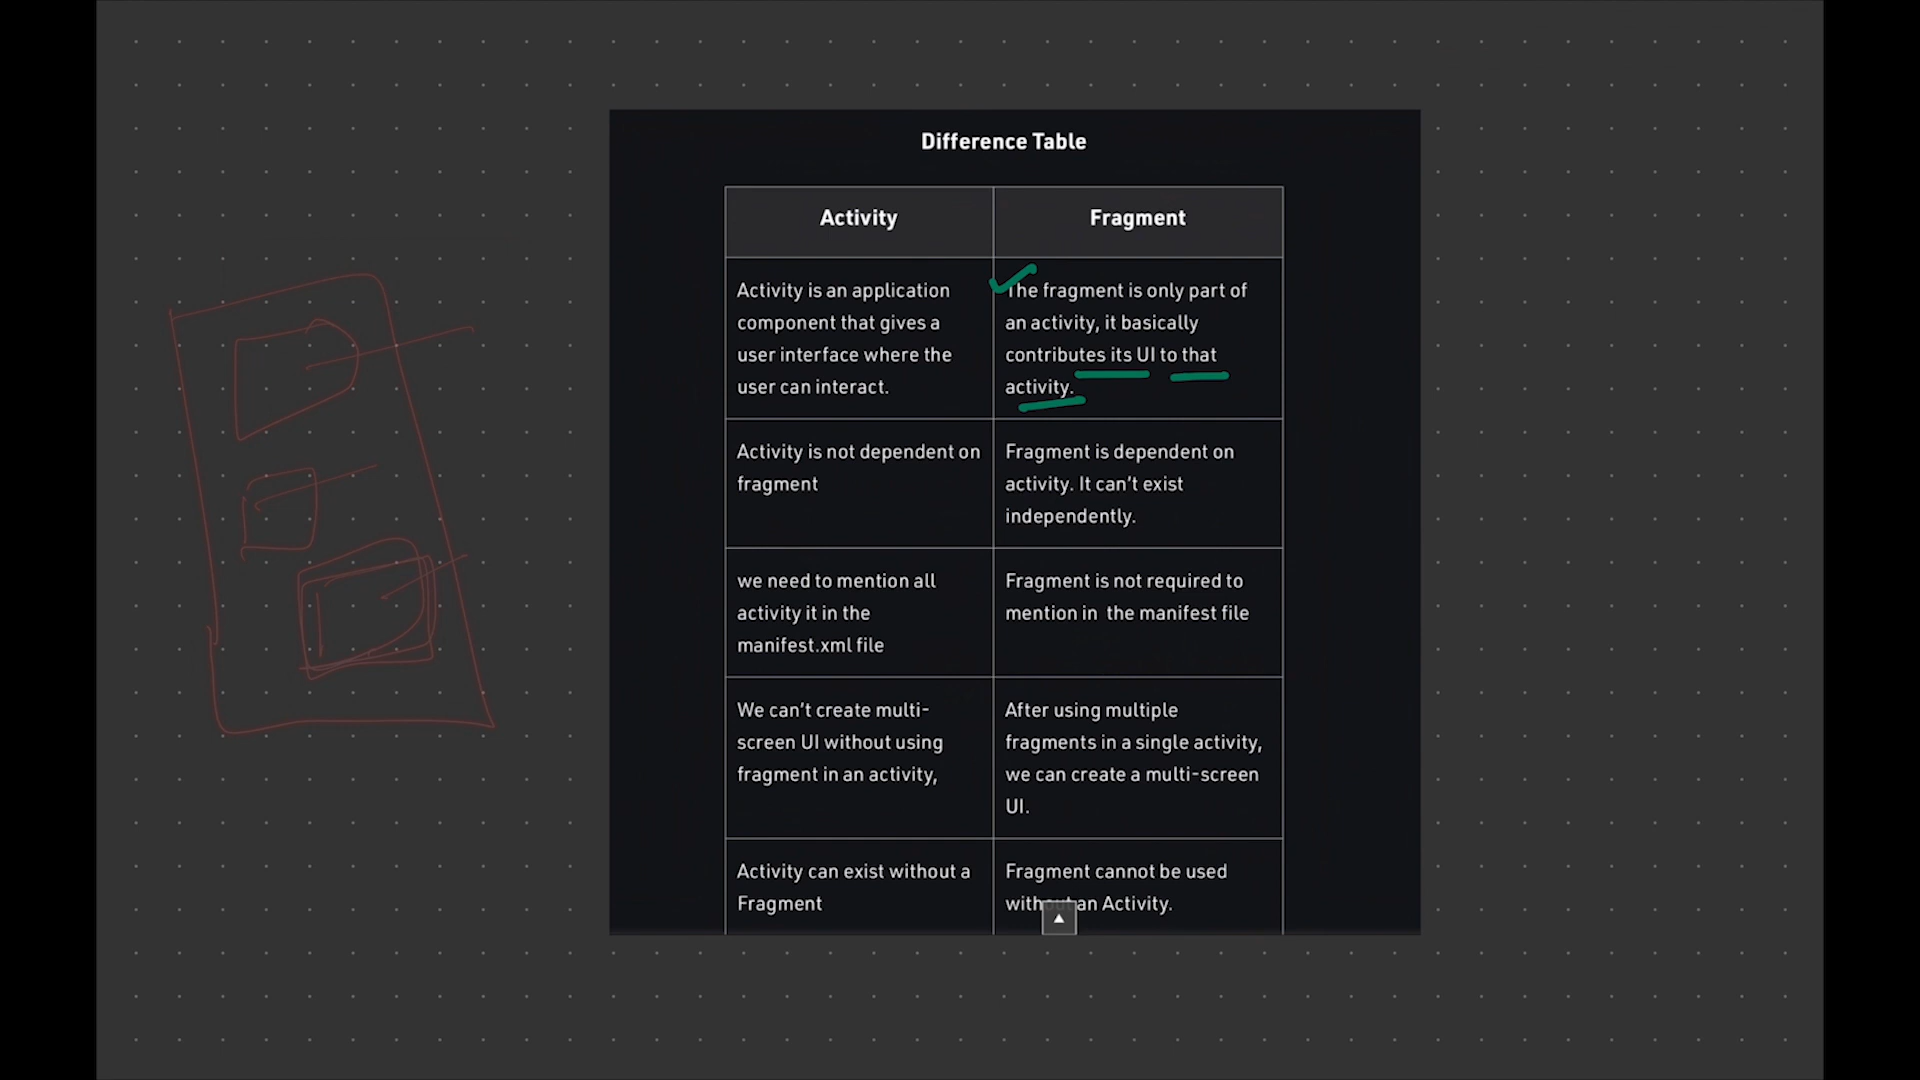 Difference Table
Activity
Fragment
Activity is an application
component that gives a
user interface where the
user can interact.
The fragment is only part of
an activity, it basically
contributes its UI to that
activity.
Activity is not dependent on
fragment
Fragment is dependent on
activity. It can't exist
independently.
we need to mention all
activity it in the
manifest.xml file
Fragment is not required to
mention in the manifest file
We can't create multi-
screen UI without using
fragment in an activity,
After using multiple
fragments in a single activity,
we can create a multi-screen
UI.
Activity can exist without a
Fragment
Fragment cannot be used
without an Activity.